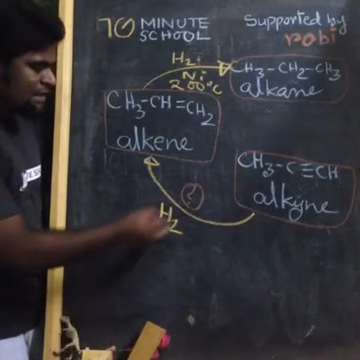 10 MINUTE
SCHOOL
Supported by
robi
H₂
Ni
200°C
CH₃-CH₂-CH₃
alkane
CH₃-CH=CH₂
alkene
CH₃-C≡CH
alkyne
?
H₂